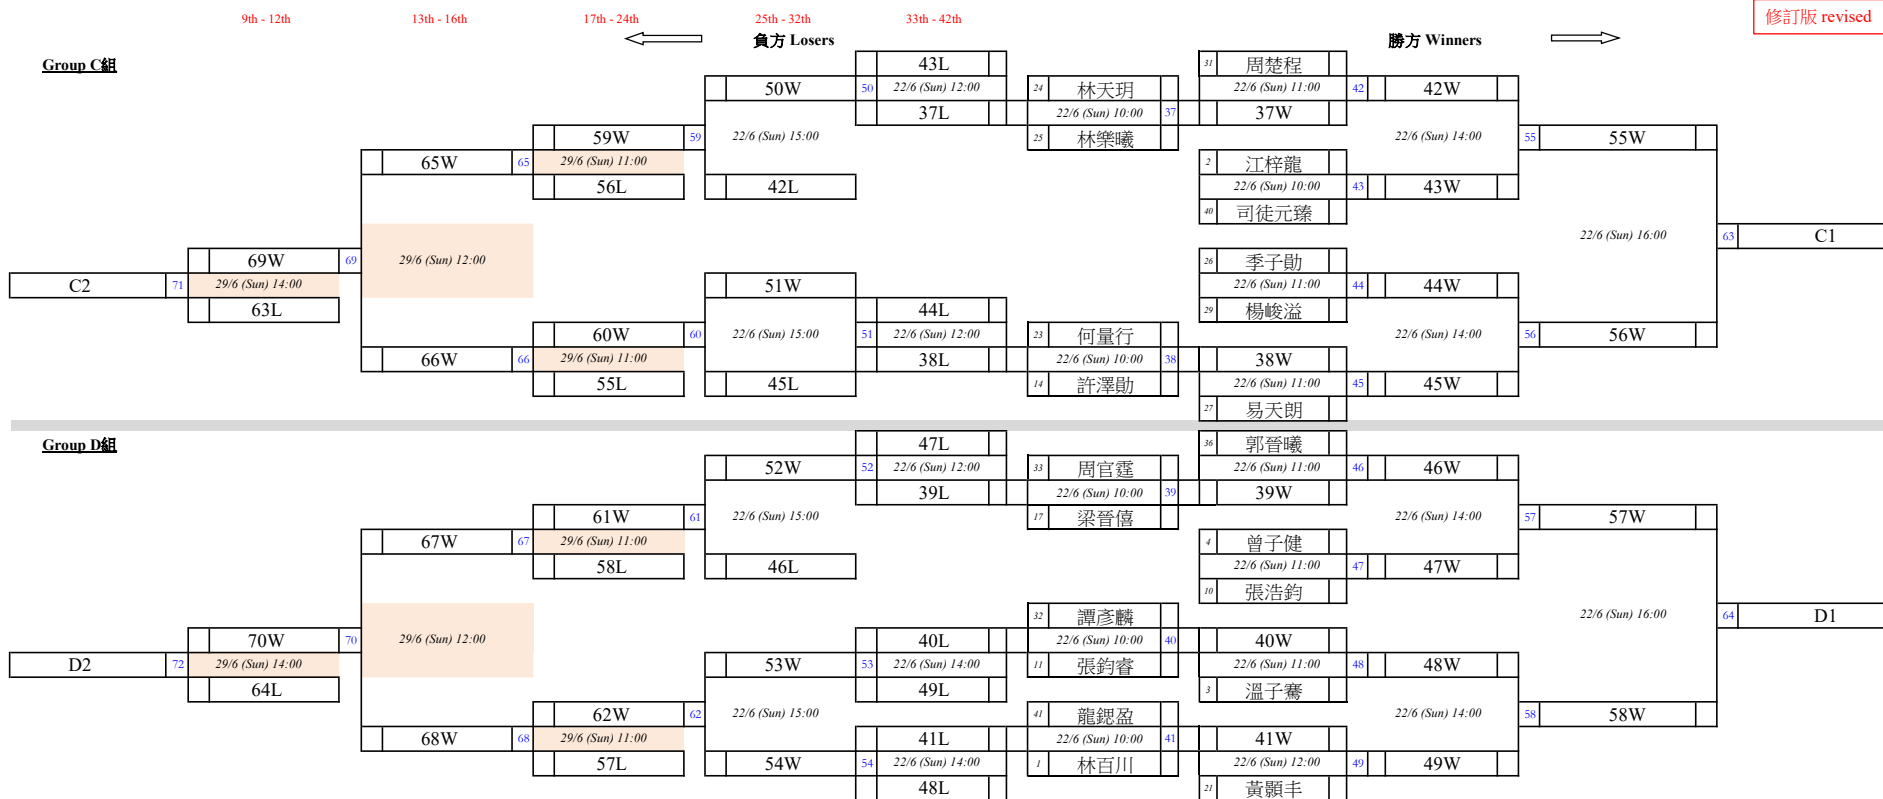 修訂版 revised
9th - 12th 13th - 16th 17th - 24th 25th - 32th 33th - 42th
負方 Losers 勝方 Winners
Group C組
43L 31 周楚程
50W 50 22/6 (Sun) 12:00 24 林天玥 22/6 (Sun) 11:00 42 42W
37L 22/6 (Sun) 10:00 37 37W
59W 59 22/6 (Sun) 15:00 25 林樂曦 22/6 (Sun) 14:00 55 55W
65W 65 29/6 (Sun) 11:00 2 江梓龍
56L 42L 22/6 (Sun) 10:00 43 43W
40 司徒元臻
22/6 (Sun) 16:00 63 C1
69W 69 29/6 (Sun) 12:00 26 季子勛
C2 71 29/6 (Sun) 14:00 51W 22/6 (Sun) 11:00 44 44W
63L 44L 29 楊峻溢
60W 60 22/6 (Sun) 15:00 51 22/6 (Sun) 12:00 23 何量行 22/6 (Sun) 14:00 56 56W
66W 66 29/6 (Sun) 11:00 38L 22/6 (Sun) 10:00 38 38W
55L 45L 14 許澤勛 22/6 (Sun) 11:00 45 45W
27 易天朗
Group D組 47L 36 郭晉曦
52W 52 22/6 (Sun) 12:00 33 周官霆 22/6 (Sun) 11:00 46 46W
39L 22/6 (Sun) 10:00 39 39W
61W 61 22/6 (Sun) 15:00 17 梁晉僖 22/6 (Sun) 14:00 57 57W
67W 67 29/6 (Sun) 11:00 4 曾子健
58L 46L 22/6 (Sun) 11:00 47 47W
10 張浩鈞
32 譚彥麟 22/6 (Sun) 16:00 64 D1
70W 70 29/6 (Sun) 12:00 40L 22/6 (Sun) 10:00 40 40W
D2 72 29/6 (Sun) 14:00 53W 53 22/6 (Sun) 14:00 11 張鈞睿 22/6 (Sun) 11:00 48 48W
64L 49L 3 溫子騫
62W 62 22/6 (Sun) 15:00 41 龍鍶盈 22/6 (Sun) 14:00 58 58W
68W 68 29/6 (Sun) 11:00 41L 22/6 (Sun) 10:00 41 41W
57L 54W 54 22/6 (Sun) 14:00 1 林百川 22/6 (Sun) 12:00 49 49W
48L 21 黃顥丰